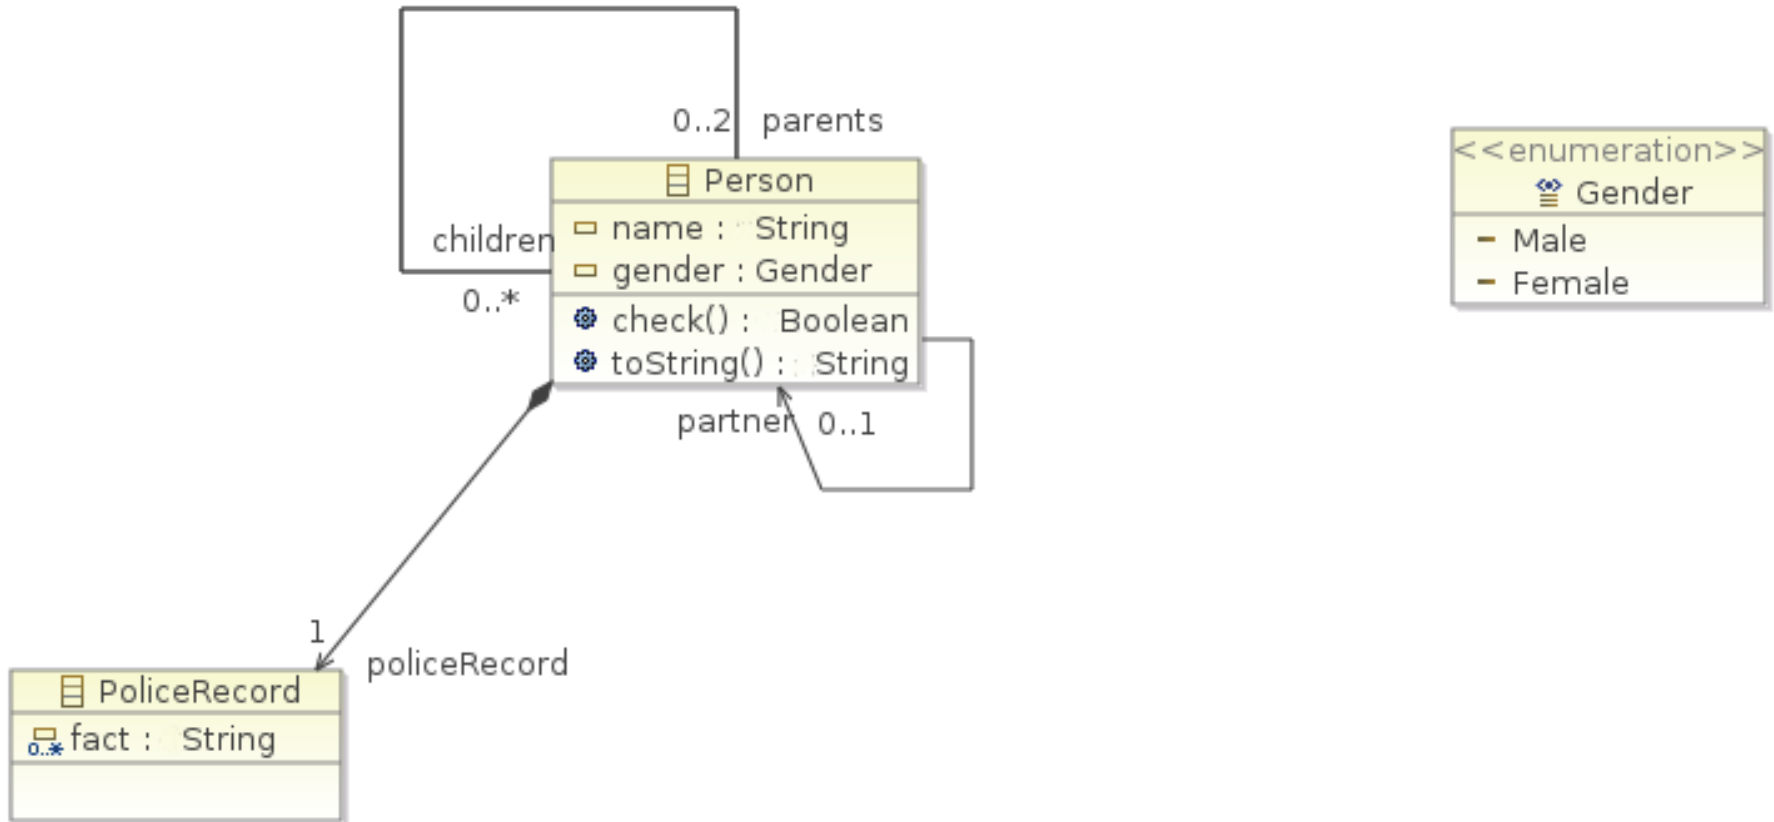 0..2 parents
Person
name : String
gender : Gender
check() : Boolean
toString() : String
children
0..*
partner 0..1
<<enumeration>>
Gender
Male
Female
1
policeRecord
PoliceRecord
0..* fact : String